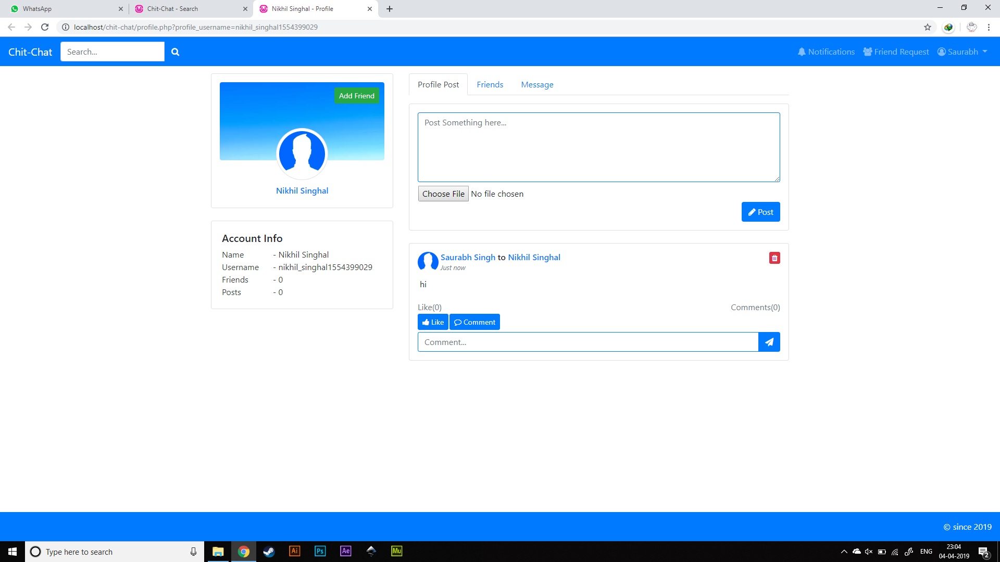 WhatsApp
Chit-Chat - Search
Nikhil Singhal - Profile
localhost/chit-chat/profile.php?profile_username=nikhil_singhal1554399029
Chit-Chat
Search...
Notifications
Friend Request
Saurabh
Add Friend
Nikhil Singhal
Account Info
Name - Nikhil Singhal
Username - nikhil_singhal1554399029
Friends - 0
Posts - 0
Profile Post
Friends
Message
Post Something here...
Choose File No file chosen
Post
Saurabh Singh to Nikhil Singhal
Just now
hi
Like(0)
Comments(0)
Like
Comment
Comment...
© since 2019
Type here to search
Ai
Ps
Ae
Mu
ENG
23:04
04-04-2019
2